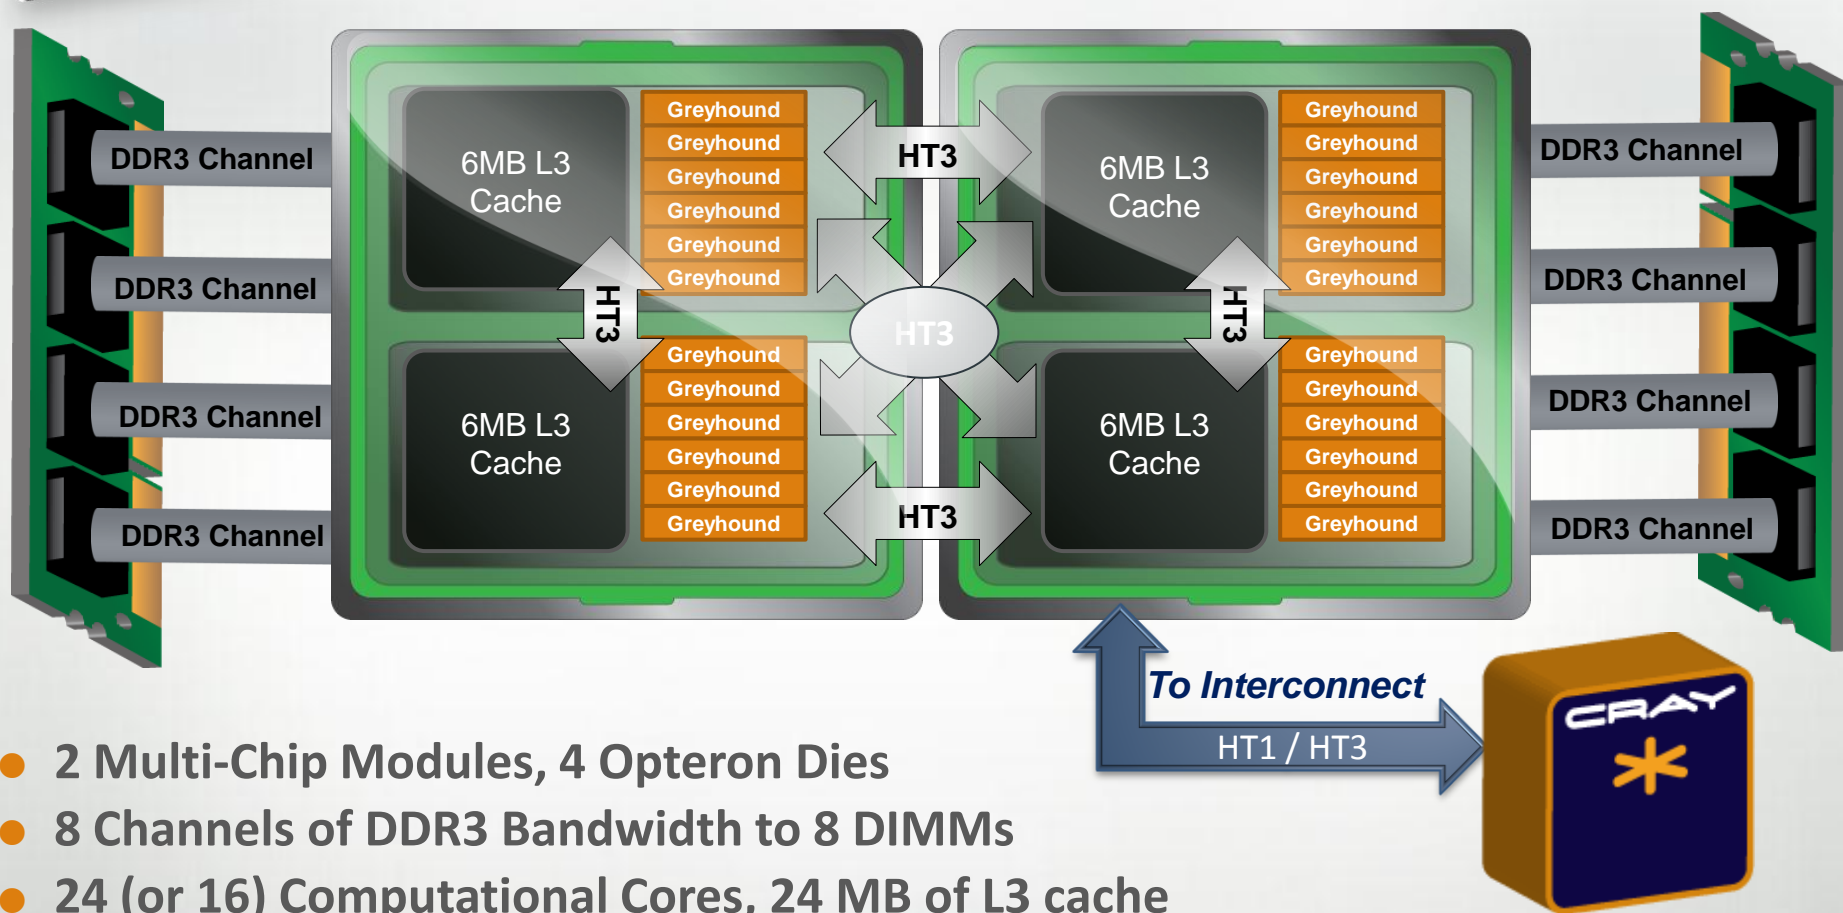 DDR3 Channel
DDR3 Channel
DDR3 Channel
DDR3 Channel
6MB L3
Cache
Greyhound
Greyhound
Greyhound
Greyhound
Greyhound
Greyhound
HT3
6MB L3
Cache
Greyhound
Greyhound
Greyhound
Greyhound
Greyhound
Greyhound
HT3
HT3
HT3
6MB L3
Cache
Greyhound
Greyhound
Greyhound
Greyhound
Greyhound
Greyhound
HT3
6MB L3
Cache
Greyhound
Greyhound
Greyhound
Greyhound
Greyhound
Greyhound
HT3
DDR3 Channel
DDR3 Channel
DDR3 Channel
DDR3 Channel
To Interconnect
HT1 / HT3
CRAY
2 Multi-Chip Modules, 4 Opteron Dies
8 Channels of DDR3 Bandwidth to 8 DIMMs
24 (or 16) Computational Cores, 24 MB of L3 cache